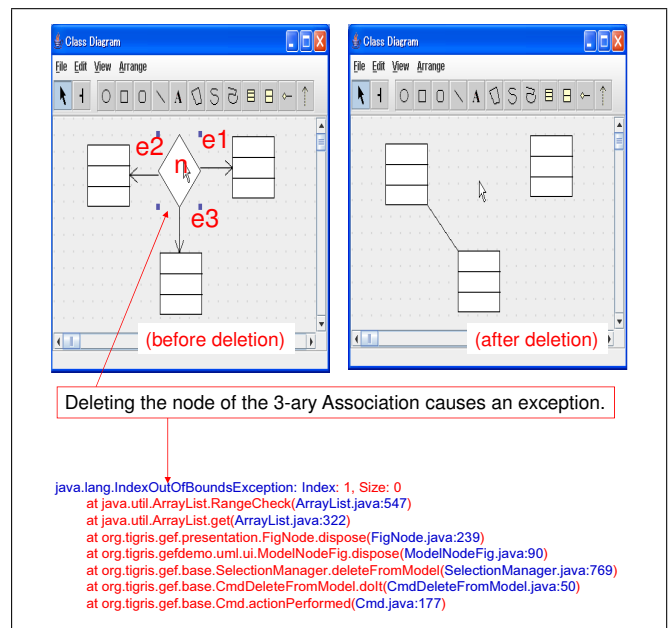 Class Diagram
File Edit View Arrange
A
e2
e1
n
e3
(before deletion)
Class Diagram
File Edit View Arrange
A
(after deletion)
Deleting the node of the 3-ary Association causes an exception.
java.lang.IndexOutOfBoundsException: Index: 1, Size: 0
at java.util.ArrayList.RangeCheck(ArrayList.java:547)
at java.util.ArrayList.get(ArrayList.java:322)
at org.tigris.gef.presentation.FigNode.dispose(FigNode.java:239)
at org.tigris.gefdemo.uml.ui.ModelNodeFig.dispose(ModelNodeFig.java:90)
at org.tigris.gef.base.SelectionManager.deleteFromModel(SelectionManager.java:769)
at org.tigris.gef.base.CmdDeleteFromModel.doIt(CmdDeleteFromModel.java:50)
at org.tigris.gef.base.Cmd.actionPerformed(Cmd.java:177)